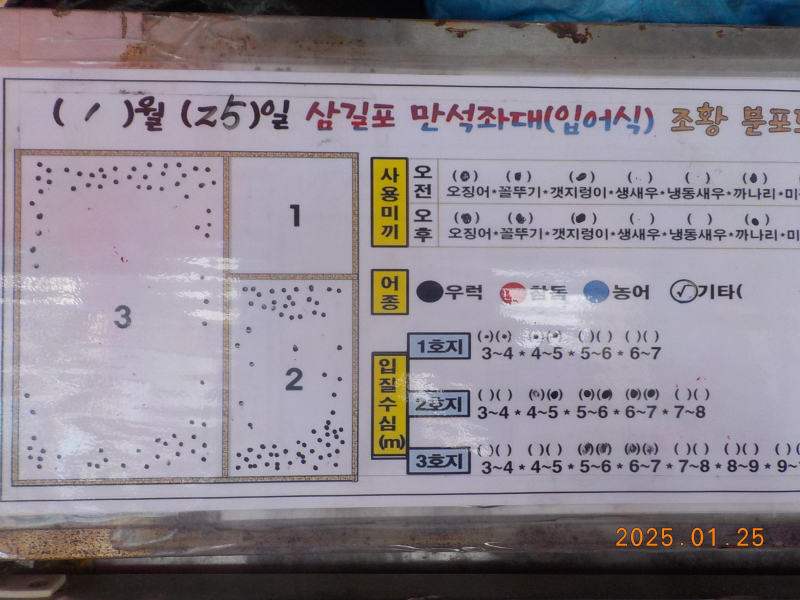 ( 1 )월 (25)일 삼길포 만석좌대(입어식) 조황 분포도
1
3
2
사용미끼
오전
오징어*꼴뚜기*갯지렁이*생새우*냉동새우*까나리*미
오후
오징어*꼴뚜기*갯지렁이*생새우*냉동새우*까나리*미
어종
우럭 참돔 농어 기타(
입질수심(m)
1호지
( )( ) ( )( ) ( )( ) ( )( )
3~4 * 4~5 * 5~6 * 6~7
2호지
( )( ) ( )( ) ( )( ) ( )( ) ( )( )
3~4 * 4~5 * 5~6 * 6~7 * 7~8
3호지
( )( ) ( )( ) ( )( ) ( )( ) ( )( ) ( )( ) ( )(
3~4 * 4~5 * 5~6 * 6~7 * 7~8 * 8~9 * 9~
2025.01.25